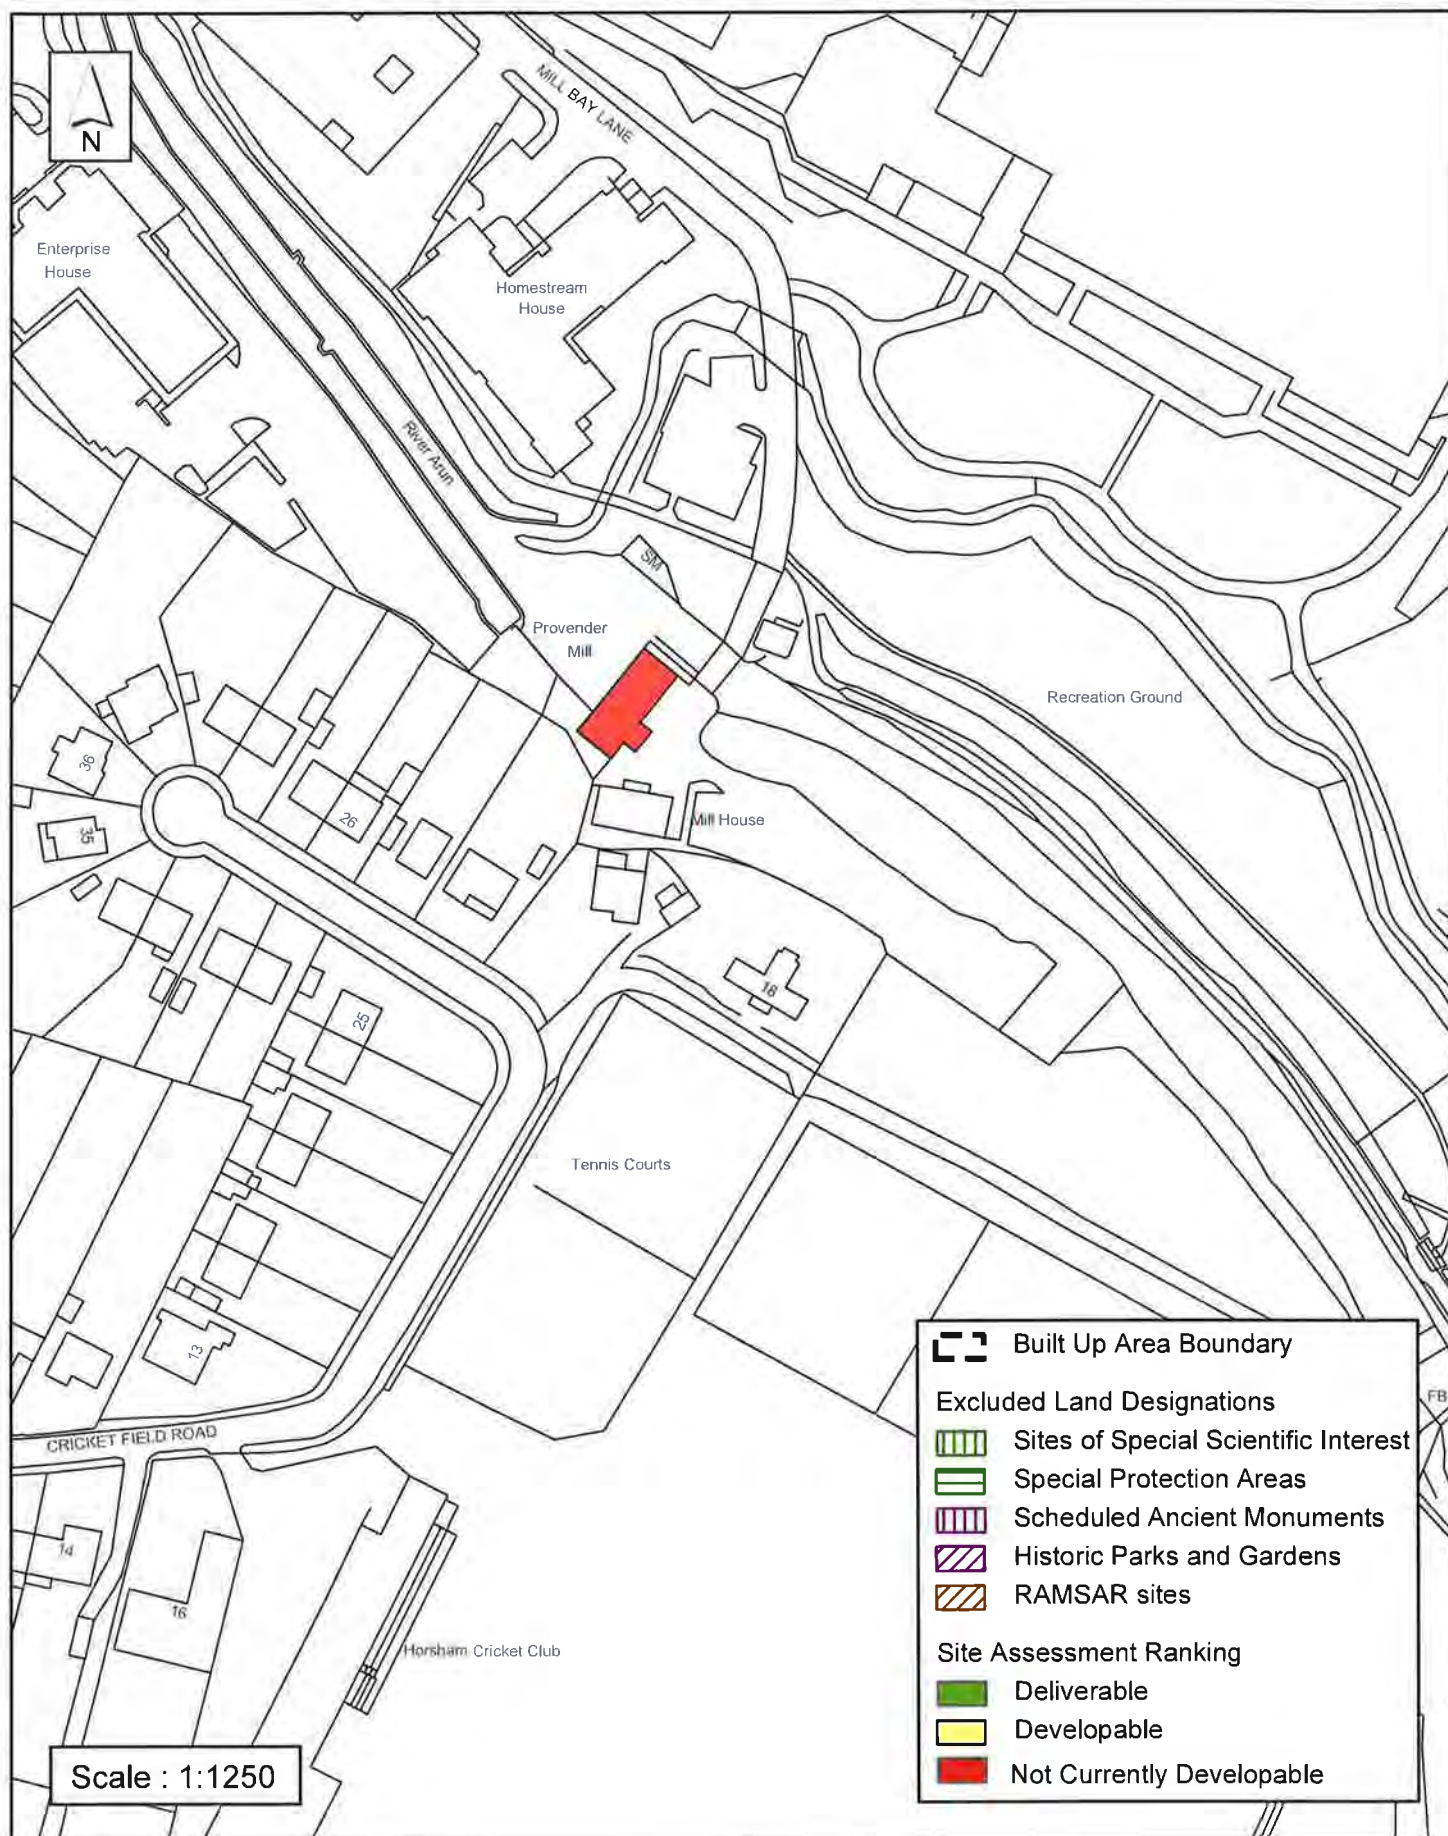 N
MILL BAY LANE
Enterprise
House
Homestream
House
River Arun
SM
Provender
Mill
Recreation Ground
36
35
26
Mill House
18
25
Tennis Courts
13
CRICKET FIELD ROAD
14
16
Horsham Cricket Club
FB
Built Up Area Boundary
Excluded Land Designations
Sites of Special Scientific Interest
Special Protection Areas
Scheduled Ancient Monuments
Historic Parks and Gardens
RAMSAR sites
Site Assessment Ranking
Deliverable
Developable
Not Currently Developable
Scale : 1:1250